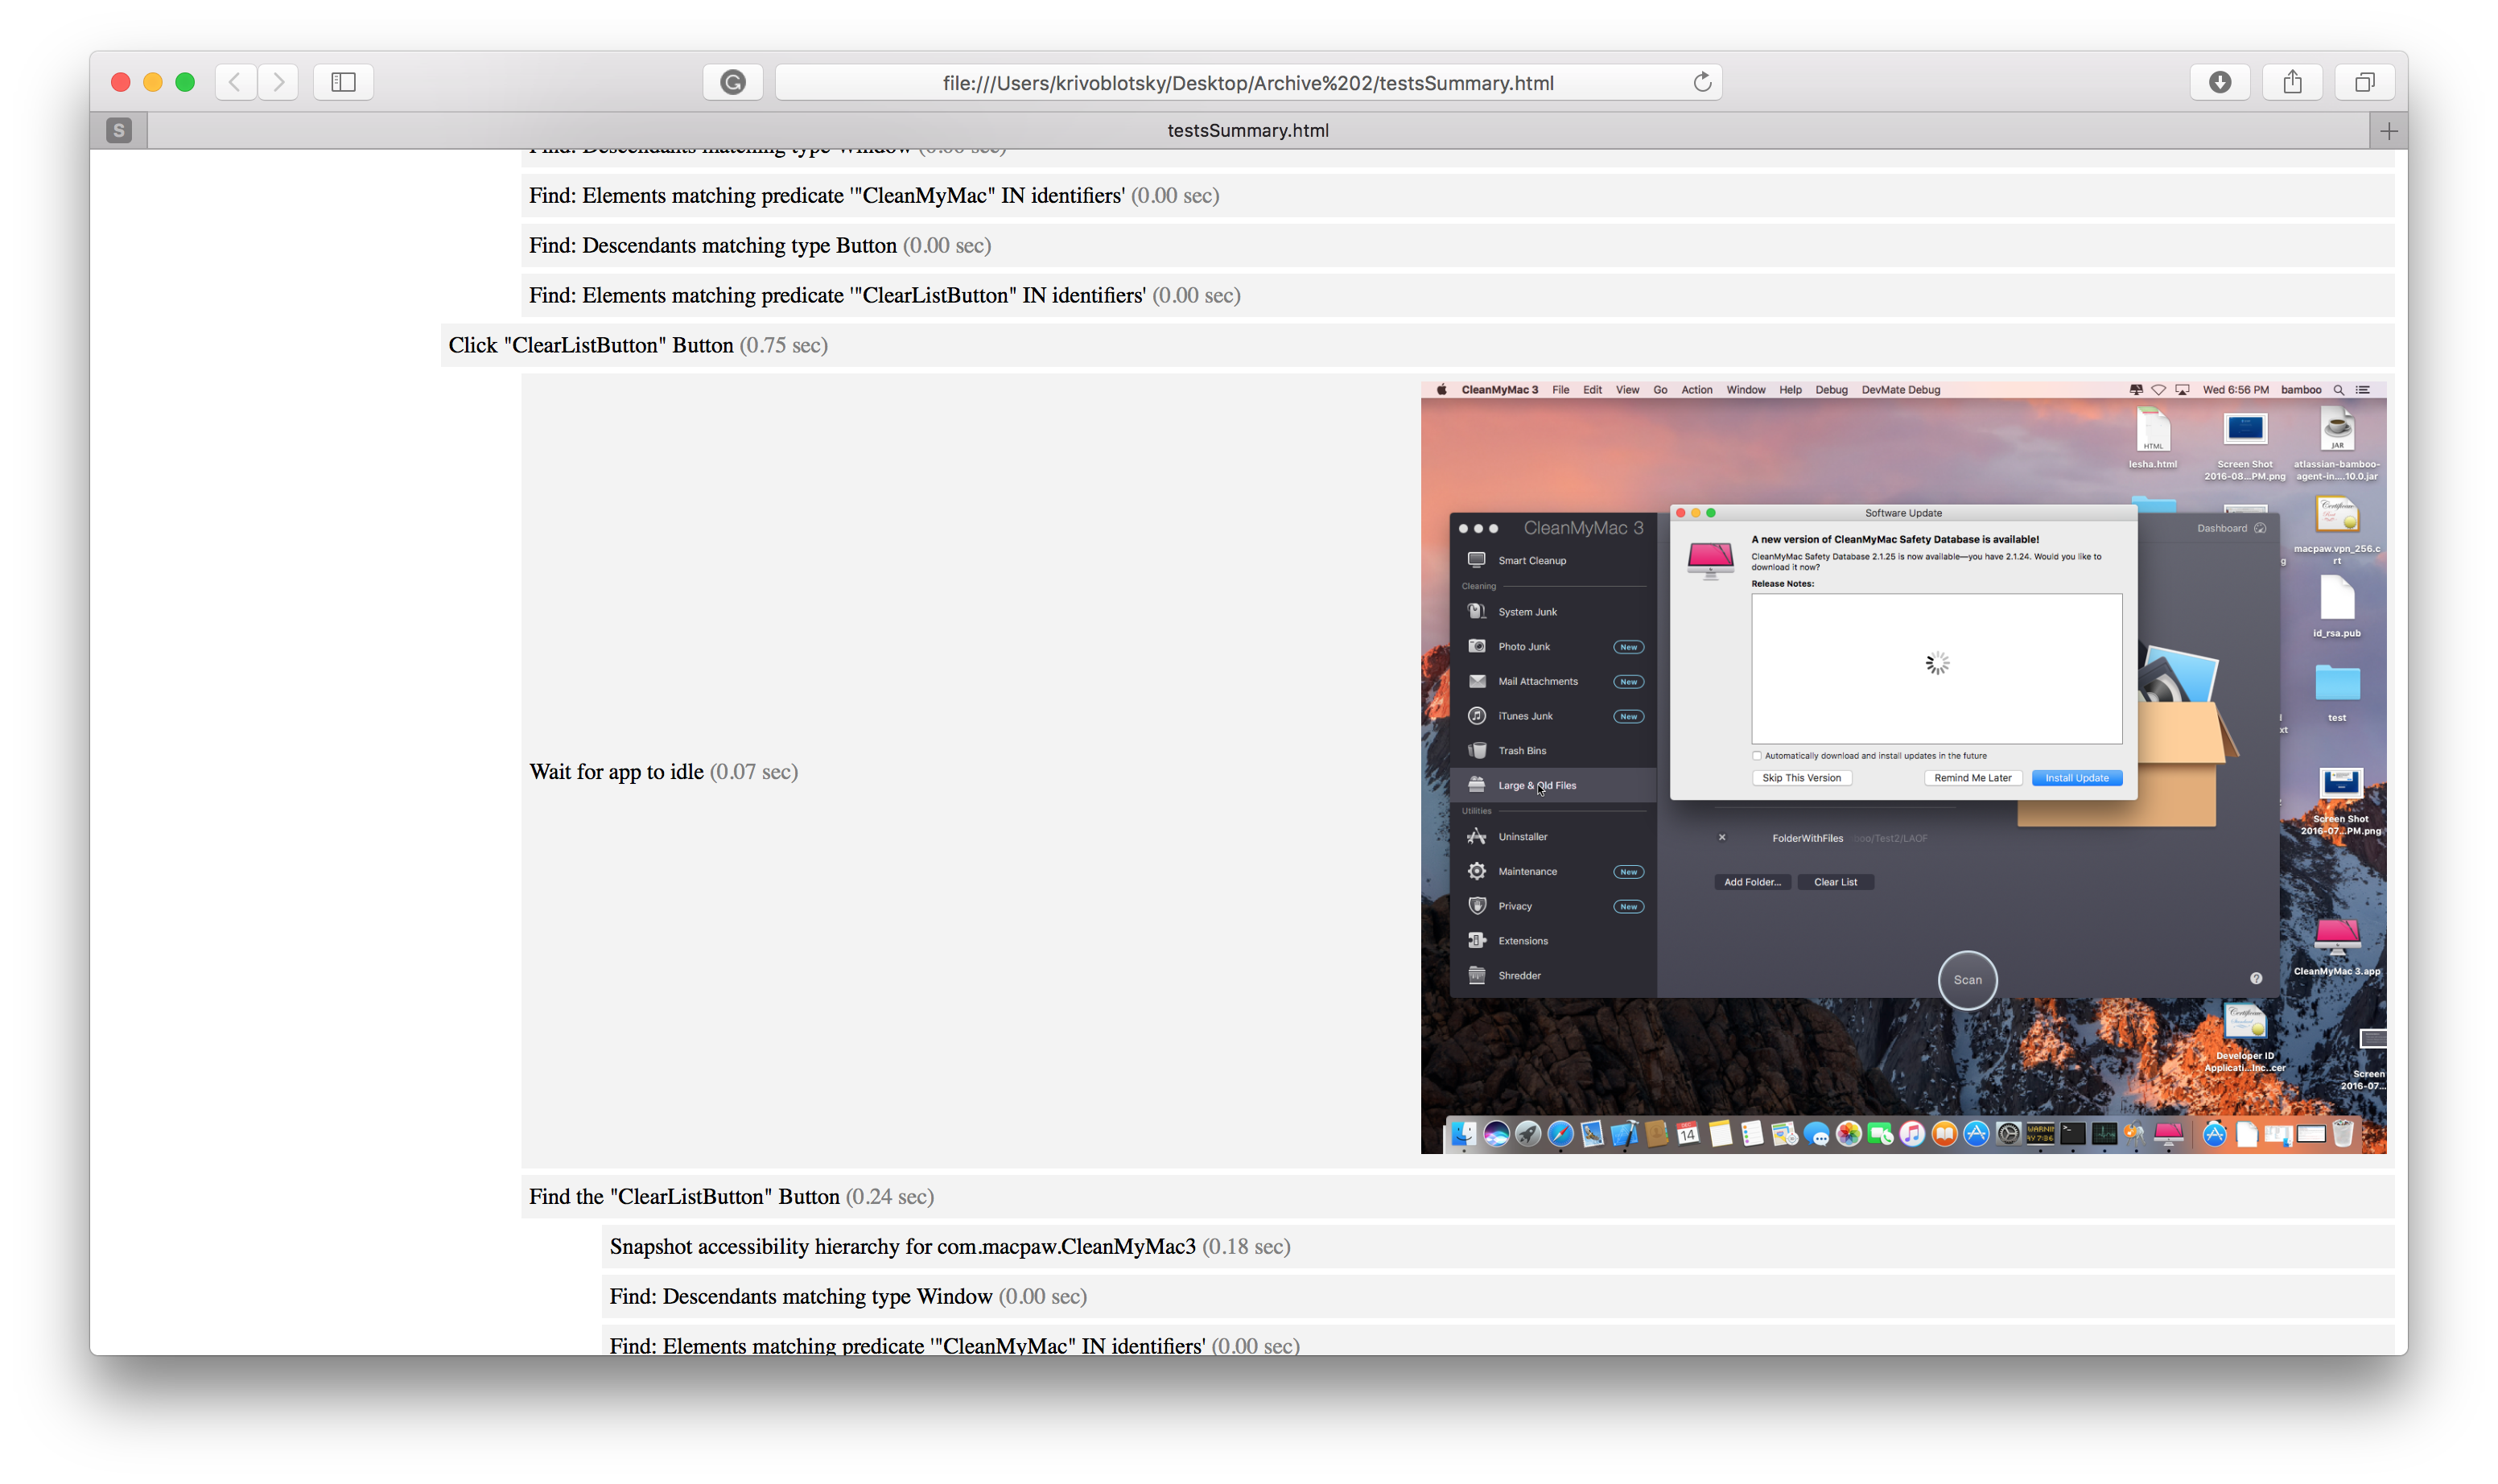 file:///Users/krivoblotsky/Desktop/Archive%202/testsSummary.html
S
testsSummary.html
Find: Descendants matching type Window (0.00 sec)
Find: Elements matching predicate '"CleanMyMac" IN identifiers' (0.00 sec)
Find: Descendants matching type Button (0.00 sec)
Find: Elements matching predicate '"ClearListButton" IN identifiers' (0.00 sec)
Click "ClearListButton" Button (0.75 sec)
Wait for app to idle (0.07 sec)
CleanMyMac 3 File Edit View Go Action Window Help Debug DevMate Debug Wed 6:56 PM bamboo
HTML
JAR
lesha.html
Screen Shot
2016-08...PM.png
atlassian-bamboo-
agent-in....10.0.jar
CleanMyMac 3
Smart Cleanup
Cleaning
System Junk
Photo Junk New
Mail Attachments New
iTunes Junk New
Trash Bins
Large & Old Files
Utilities
Uninstaller
Maintenance New
Privacy New
Extensions
Shredder
Software Update
A new version of CleanMyMac Safety Database is available!
CleanMyMac Safety Database 2.1.25 is now available—you have 2.1.24. Would you like to
download it now?
Release Notes:
Automatically download and install updates in the future
Skip This Version Remind Me Later Install Update
Dashboard
FolderWithFiles oo/Test2/LAOF
Add Folder... Clear List
Scan
?
macpaw.vpn_256.c
rt
id_rsa.pub
test
Screen Shot
2016-07...PM.png
CleanMyMac 3.app
Developer ID
Applicati...Inc..cer
Screen
2016-07...
14
Find the "ClearListButton" Button (0.24 sec)
Snapshot accessibility hierarchy for com.macpaw.CleanMyMac3 (0.18 sec)
Find: Descendants matching type Window (0.00 sec)
Find: Elements matching predicate '"CleanMyMac" IN identifiers' (0.00 sec)